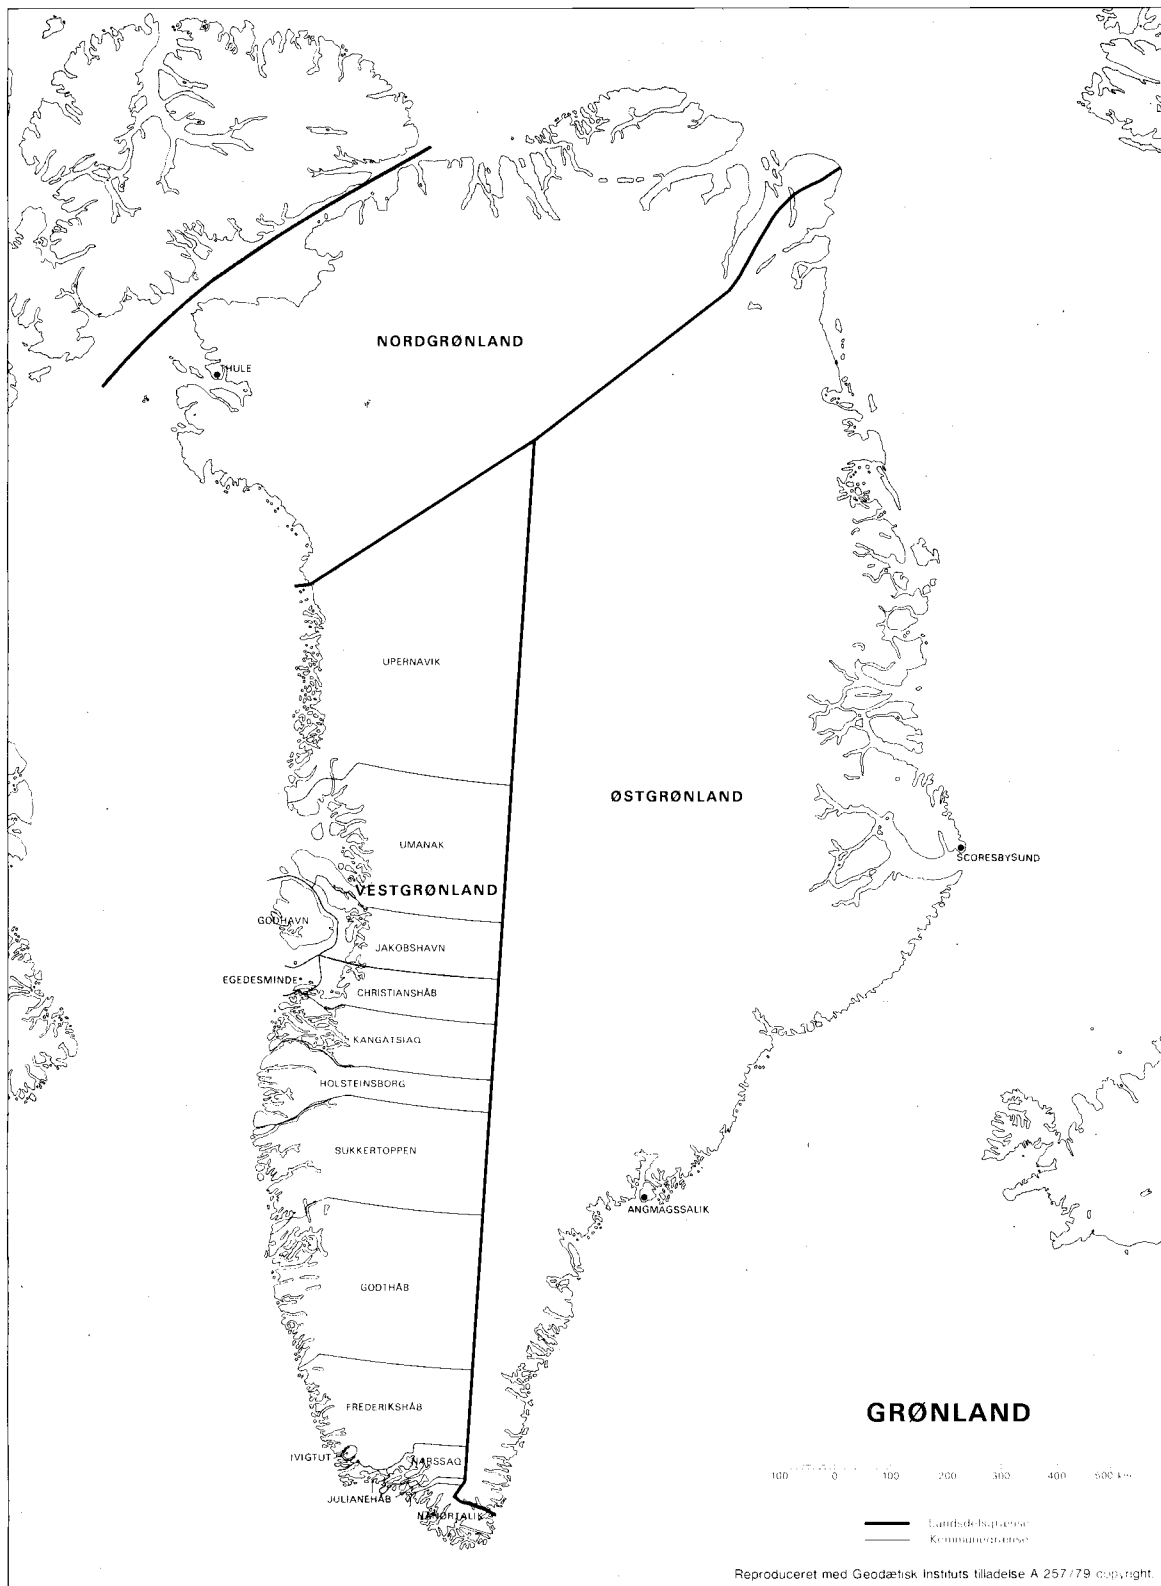 NORDGRØNLAND
THULE
UPERNAVIK
ØSTGRØNLAND
UMANAK
SCORESBYSUND
VESTGRØNLAND
GODHAVN
JAKOBSHAVN
EGEDESMINDE
CHRISTIANSHÅB
KANGATSIAQ
HOLSTEINSBORG
SUKKERTOPPEN
ANGMAGSSALIK
GODTHÅB
FREDERIKSHÅB
GRØNLAND
IVIGTUT
NARSSAQ
100 0 100 200 300 400 500 km
JULIANEHÅB
NANORTALIK
Landsdelsgrænse
Kommunegrænse
Reproduceret med Geodætisk Instituts tilladelse A 257/79 copyright.